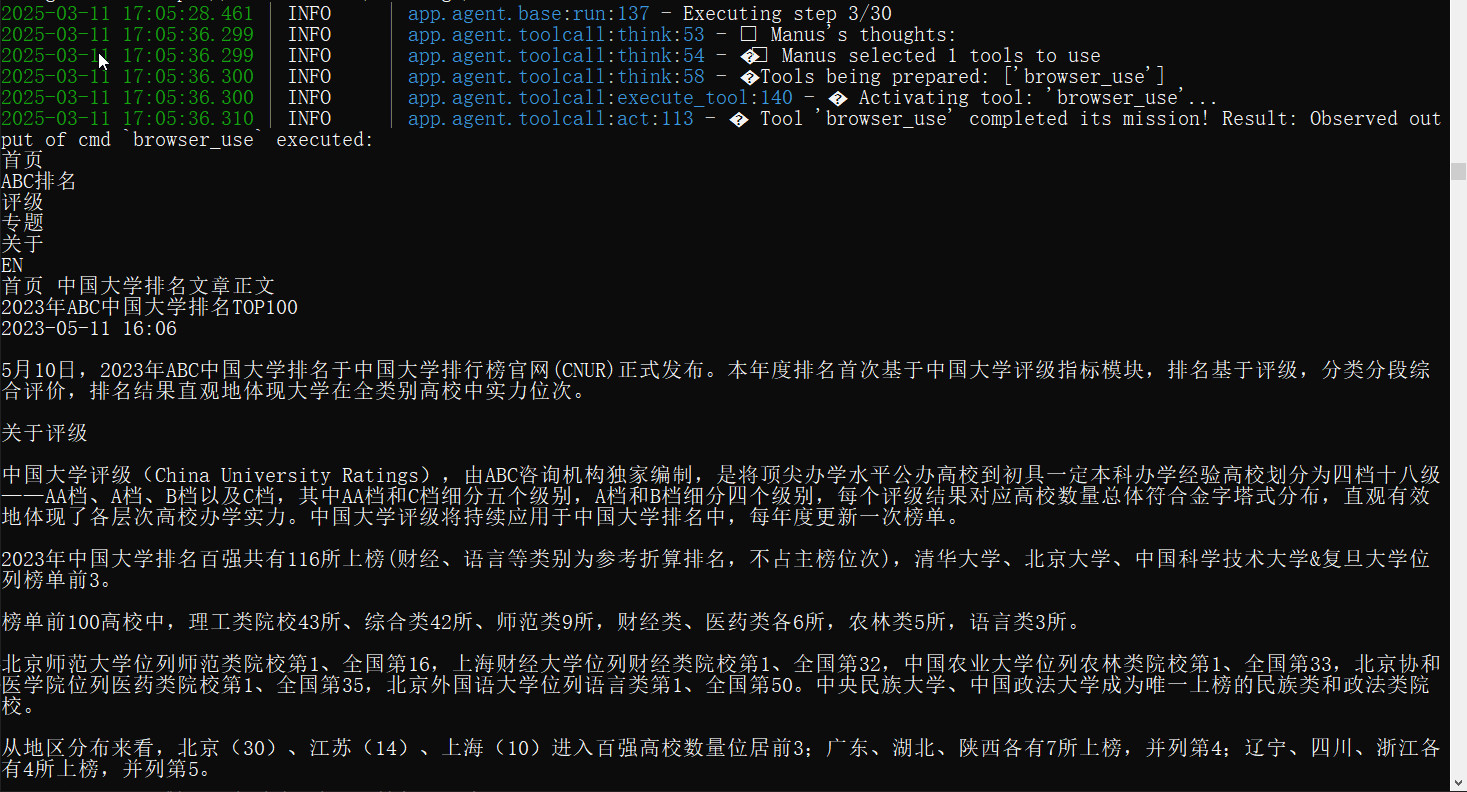 2025-03-11 17:05:28.461 | INFO     | app.agent.base:run:137 - Executing step 3/30
2025-03-11 17:05:36.299 | INFO     | app.agent.toolcall:think:53 - □ Manus's thoughts:
2025-03-11 17:05:36.299 | INFO     | app.agent.toolcall:think:54 - �□ Manus selected 1 tools to use
2025-03-11 17:05:36.300 | INFO     | app.agent.toolcall:think:58 - �Tools being prepared: ['browser_use']
2025-03-11 17:05:36.300 | INFO     | app.agent.toolcall:execute_tool:140 - � Activating tool: 'browser_use'...
2025-03-11 17:05:36.310 | INFO     | app.agent.toolcall:act:113 - � Tool 'browser_use' completed its mission! Result: Observed out
put of cmd `browser_use` executed:
首页
ABC排名
评级
专题
关于
EN
首页 中国大学排名文章正文
2023年ABC中国大学排名TOP100
2023-05-11 16:06
5月10日，2023年ABC中国大学排名于中国大学排行榜官网(CNUR)正式发布。本年度排名首次基于中国大学评级指标模块，排名基于评级，分类分段综
合评价，排名结果直观地体现大学在全类别高校中实力位次。
关于评级
中国大学评级（China University Ratings），由ABC咨询机构独家编制，是将顶尖办学水平公办高校到初具一定本科办学经验高校划分为四档十八级
——AA档、A档、B档以及C档，其中AA档和C档细分五个级别，A档和B档细分四个级别，每个评级结果对应高校数量总体符合金字塔式分布，直观有效
地体现了各层次高校办学实力。中国大学评级将持续应用于中国大学排名中，每年度更新一次榜单。
2023年中国大学排名百强共有116所上榜(财经、语言等类别为参考折算排名，不占主榜位次)，清华大学、北京大学、中国科学技术大学&复旦大学位
列榜单前3。
榜单前100高校中，理工类院校43所、综合类42所、师范类9所，财经类、医药类各6所，农林类5所，语言类3所。
北京师范大学位列师范类院校第1、全国第16，上海财经大学位列财经类院校第1、全国第32，中国农业大学位列农林类院校第1、全国第33，北京协和
医学院位列医药类院校第1、全国第35，北京外国语大学位列语言类第1、全国第50。中央民族大学、中国政法大学成为唯一上榜的民族类和政法类院
校。
从地区分布来看，北京（30）、江苏（14）、上海（10）进入百强高校数量位居前3；广东、湖北、陕西各有7所上榜，并列第4；辽宁、四川、浙江各
有4所上榜，并列第5。